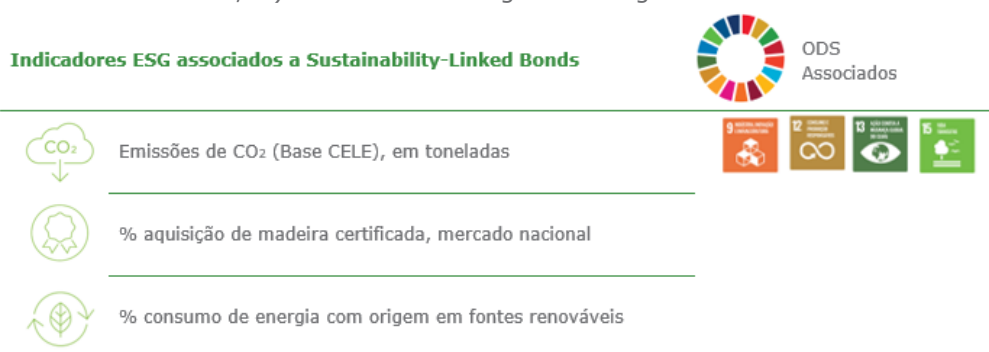 Indicadores ESG associados a Sustainability-Linked Bonds
ODS
Associados
CO₂
9
12
13
15
Emissões de CO₂ (Base CELE), em toneladas
% aquisição de madeira certificada, mercado nacional
% consumo de energia com origem em fontes renováveis